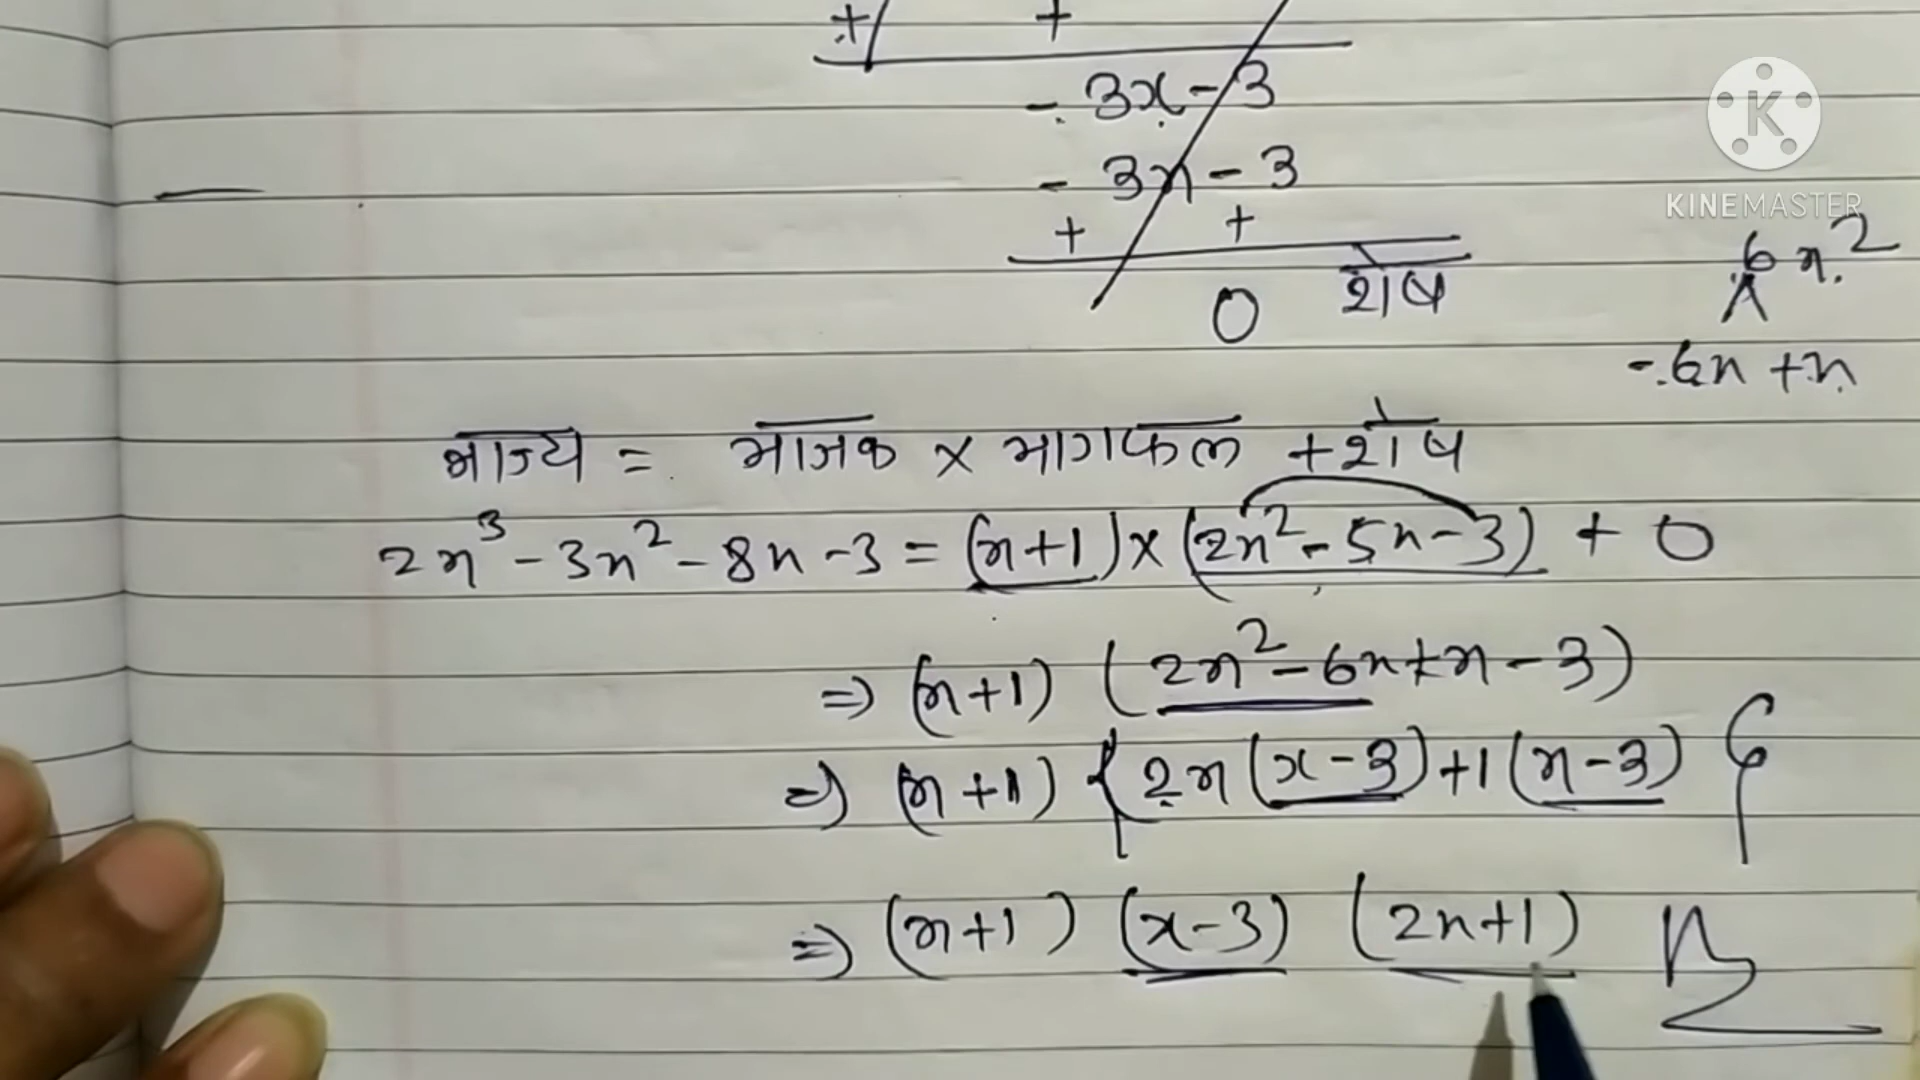 + +
- 3x - 3
K
- 3x - 3
KINEMASTER
+ +
6x²
0 शेष
- 6x + x
भाज्य = भाजक × भागफल + शेष
2x³ - 3x² - 8x - 3 = (x+1) × (2x² - 5x - 3) + 0
⇒ (x+1) (2x² - 6x + x - 3)
⇒ (x+1) {2x(x-3) + 1(x-3)}
⇒ (x+1) (x-3) (2x+1)